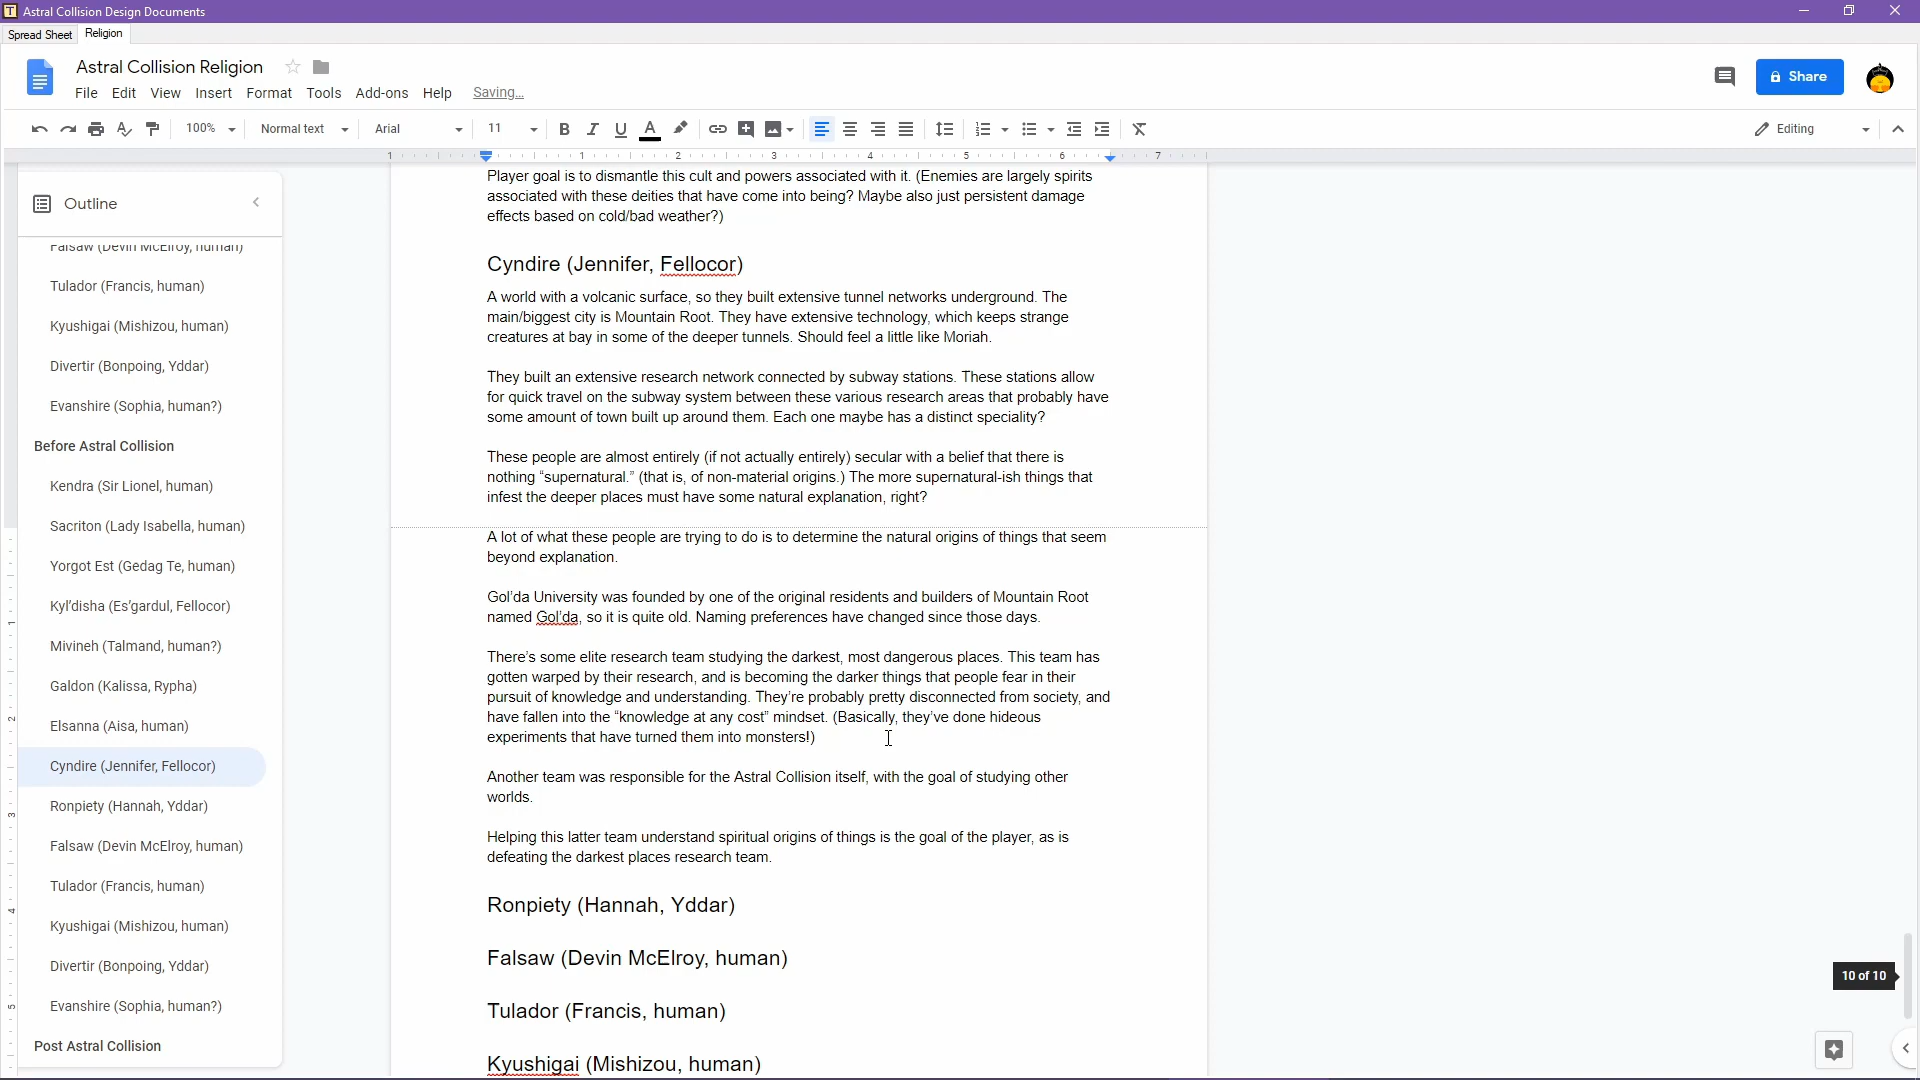 Astral Collision Design Documents
Spread Sheet
Religion
Astral Collision Religion
File Edit View Insert Format Tools Add-ons Help Saving...
Share
100% Normal text Arial 11
Editing
1 1 2 3 4 5 6 7
Outline
Falsaw (Devin McElroy, human)
Tulador (Francis, human)
Kyushigai (Mishizou, human)
Divertir (Bonpoing, Yddar)
Evanshire (Sophia, human?)
Before Astral Collision
Kendra (Sir Lionel, human)
Sacriton (Lady Isabella, human)
Yorgot Est (Gedag Te, human)
Kyl’disha (Es’gardul, Fellocor)
Mivineh (Talmand, human?)
Galdon (Kalissa, Rypha)
Elsanna (Aisa, human)
Cyndire (Jennifer, Fellocor)
Ronpiety (Hannah, Yddar)
Falsaw (Devin McElroy, human)
Tulador (Francis, human)
Kyushigai (Mishizou, human)
Divertir (Bonpoing, Yddar)
Evanshire (Sophia, human?)
Post Astral Collision
1
2
3
4
5
Player goal is to dismantle this cult and powers associated with it. (Enemies are largely spirits
associated with these deities that have come into being? Maybe also just persistent damage
effects based on cold/bad weather?)
Cyndire (Jennifer, Fellocor)
A world with a volcanic surface, so they built extensive tunnel networks underground. The
main/biggest city is Mountain Root. They have extensive technology, which keeps strange
creatures at bay in some of the deeper tunnels. Should feel a little like Moriah.
They built an extensive research network connected by subway stations. These stations allow
for quick travel on the subway system between these various research areas that probably have
some amount of town built up around them. Each one maybe has a distinct speciality?
These people are almost entirely (if not actually entirely) secular with a belief that there is
nothing “supernatural.” (that is, of non-material origins.) The more supernatural-ish things that
infest the deeper places must have some natural explanation, right?
A lot of what these people are trying to do is to determine the natural origins of things that seem
beyond explanation.
Gol’da University was founded by one of the original residents and builders of Mountain Root
named Gol’da, so it is quite old. Naming preferences have changed since those days.
There’s some elite research team studying the darkest, most dangerous places. This team has
gotten warped by their research, and is becoming the darker things that people fear in their
pursuit of knowledge and understanding. They’re probably pretty disconnected from society, and
have fallen into the “knowledge at any cost” mindset. (Basically, they’ve done hideous
experiments that have turned them into monsters!)
Another team was responsible for the Astral Collision itself, with the goal of studying other
worlds.
Helping this latter team understand spiritual origins of things is the goal of the player, as is
defeating the darkest places research team.
Ronpiety (Hannah, Yddar)
Falsaw (Devin McElroy, human)
Tulador (Francis, human)
Kyushigai (Mishizou, human)
10 of 10